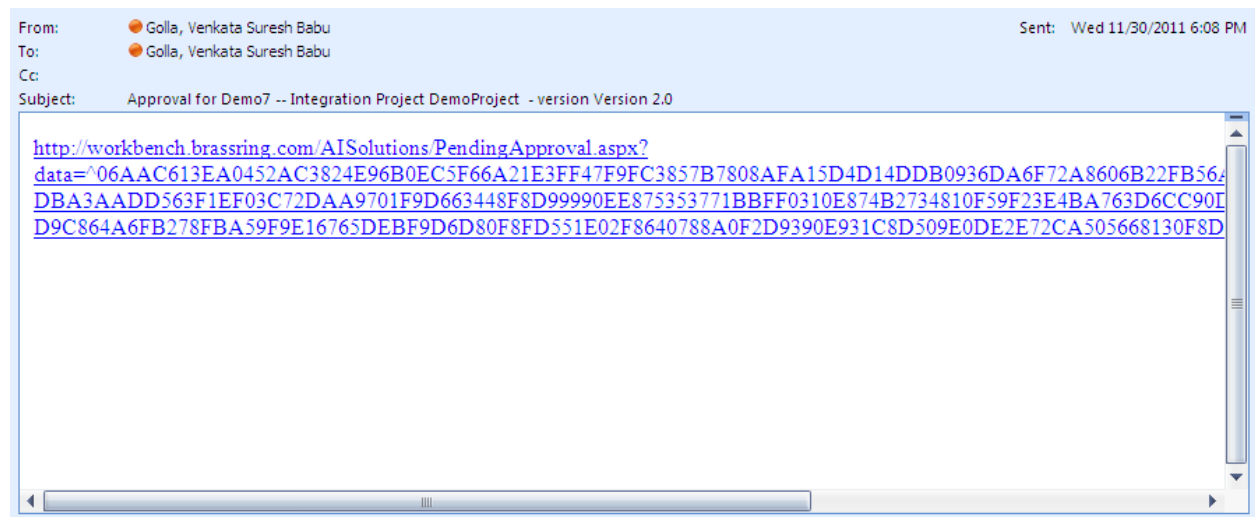 From: Golla, Venkata Suresh Babu Sent: Wed 11/30/2011 6:08 PM
To: Golla, Venkata Suresh Babu
Cc:
Subject: Approval for Demo7 -- Integration Project DemoProject - version Version 2.0
http://workbench.brassring.com/AISolutions/PendingApproval.aspx?
data=^06AAC613EA0452AC3824E96B0EC5F66A21E3FF47F9FC3857B7808AFA15D4D14DDB0936DA6F72A8606B22FB56A
DBA3AADD563F1EF03C72DAA9701F9D663448F8D99990EE875353771BBFF0310E874B2734810F59F23E4BA763D6CC90D
D9C864A6FB278FBA59F9E16765DEBF9D6D80F8FD551E02F8640788A0F2D9390E931C8D509E0DE2E72CA505668130F8D